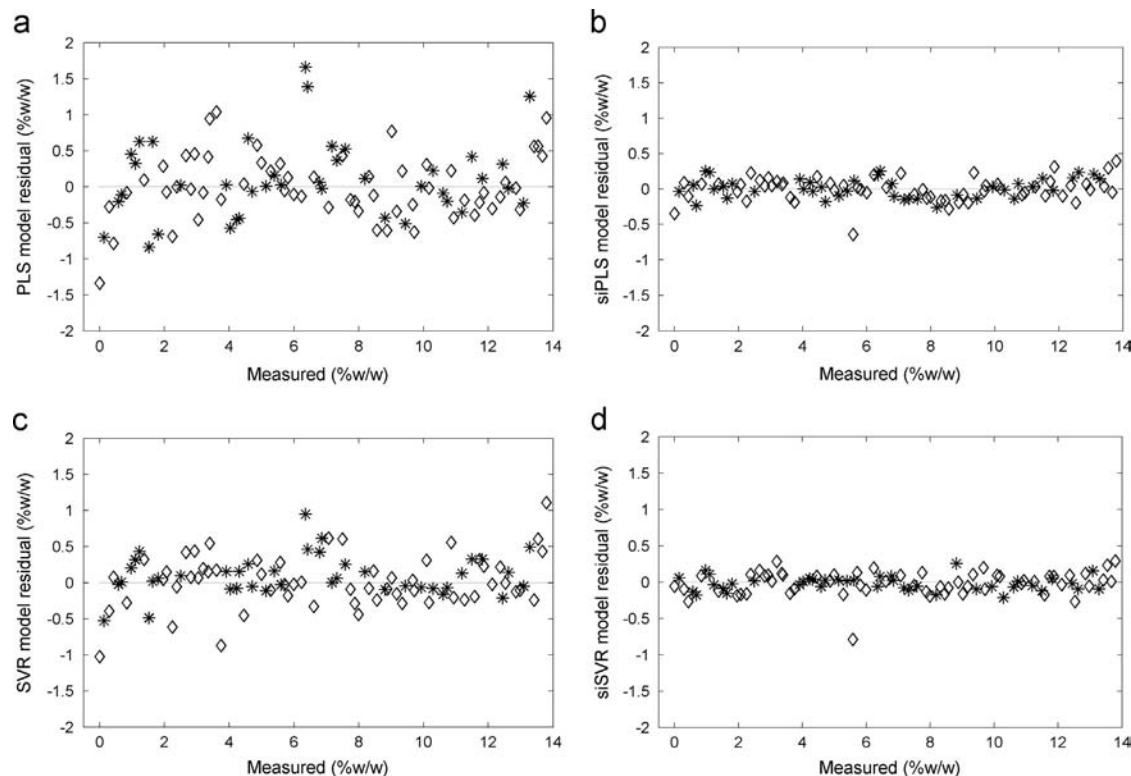 a
2
1.5
1
0.5
0
-0.5
-1
-1.5
-2
PLS model residual (%w/w)
0 2 4 6 8 10 12 14
Measured (%w/w)
b
2
1.5
1
0.5
0
-0.5
-1
-1.5
-2
siPLS model residual (%w/w)
0 2 4 6 8 10 12 14
Measured (%w/w)
c
2
1.5
1
0.5
0
-0.5
-1
-1.5
-2
SVR model residual (%w/w)
0 2 4 6 8 10 12 14
Measured (%w/w)
d
2
1.5
1
0.5
0
-0.5
-1
-1.5
-2
siSVR model residual (%w/w)
0 2 4 6 8 10 12 14
Measured (%w/w)